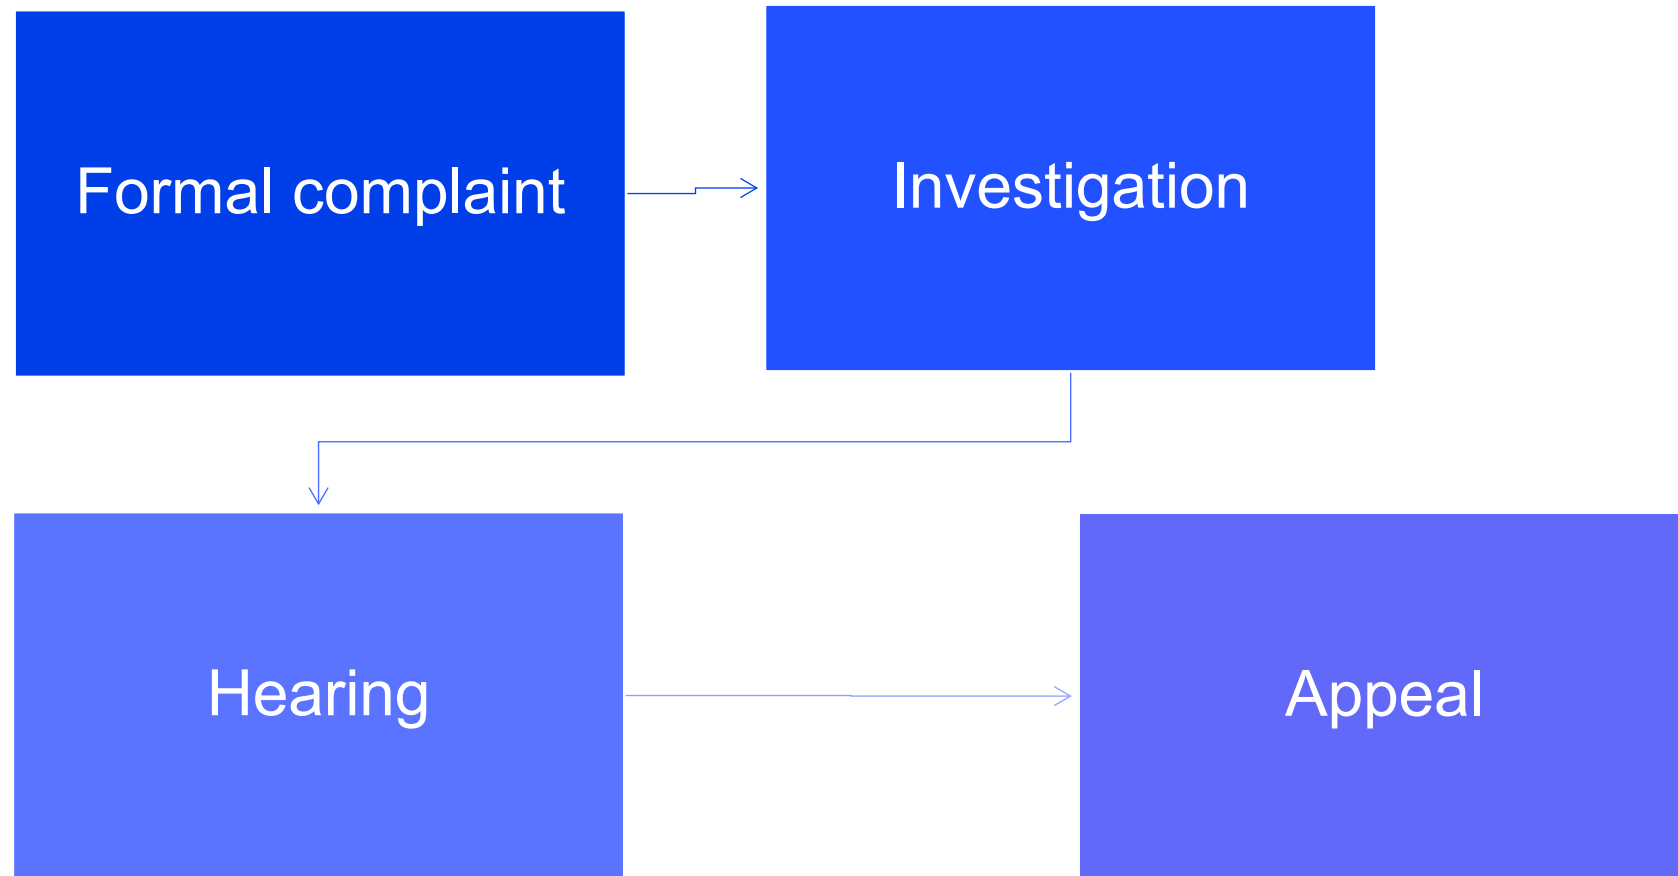 Formal complaint
Investigation
Hearing
Appeal